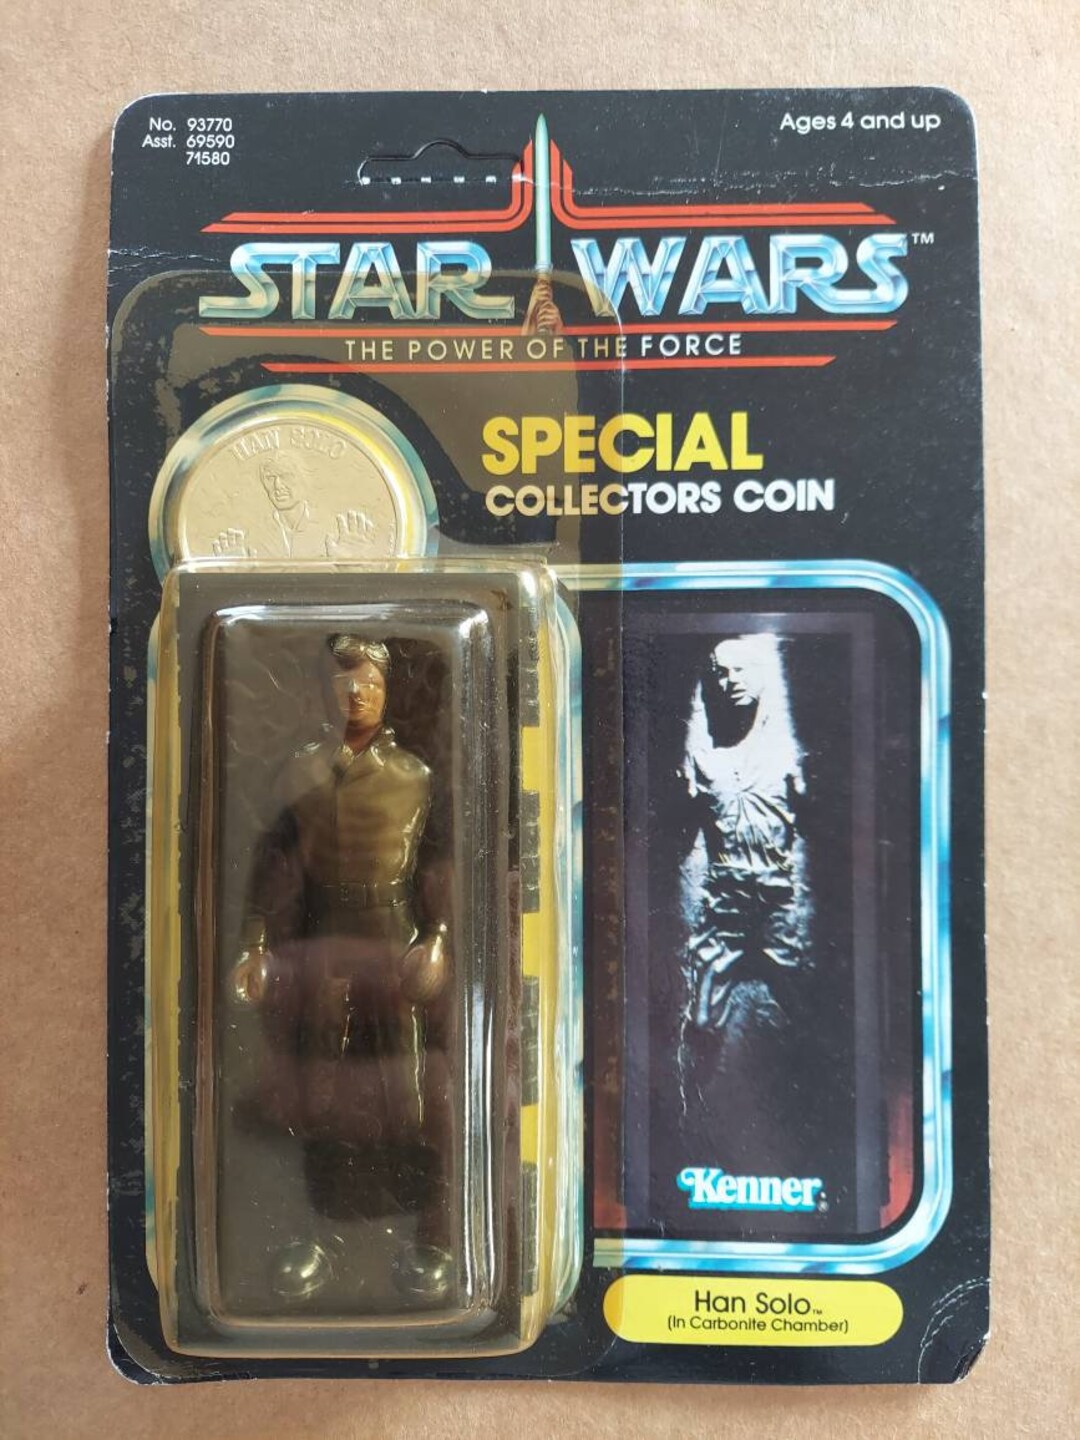 No. 93770
Asst. 69590
71580
Ages 4 and up
STAR WARS™
THE POWER OF THE FORCE
HAN SOLO
SPECIAL
COLLECTORS COIN
Kenner®
Han Solo™
(In Carbonite Chamber)